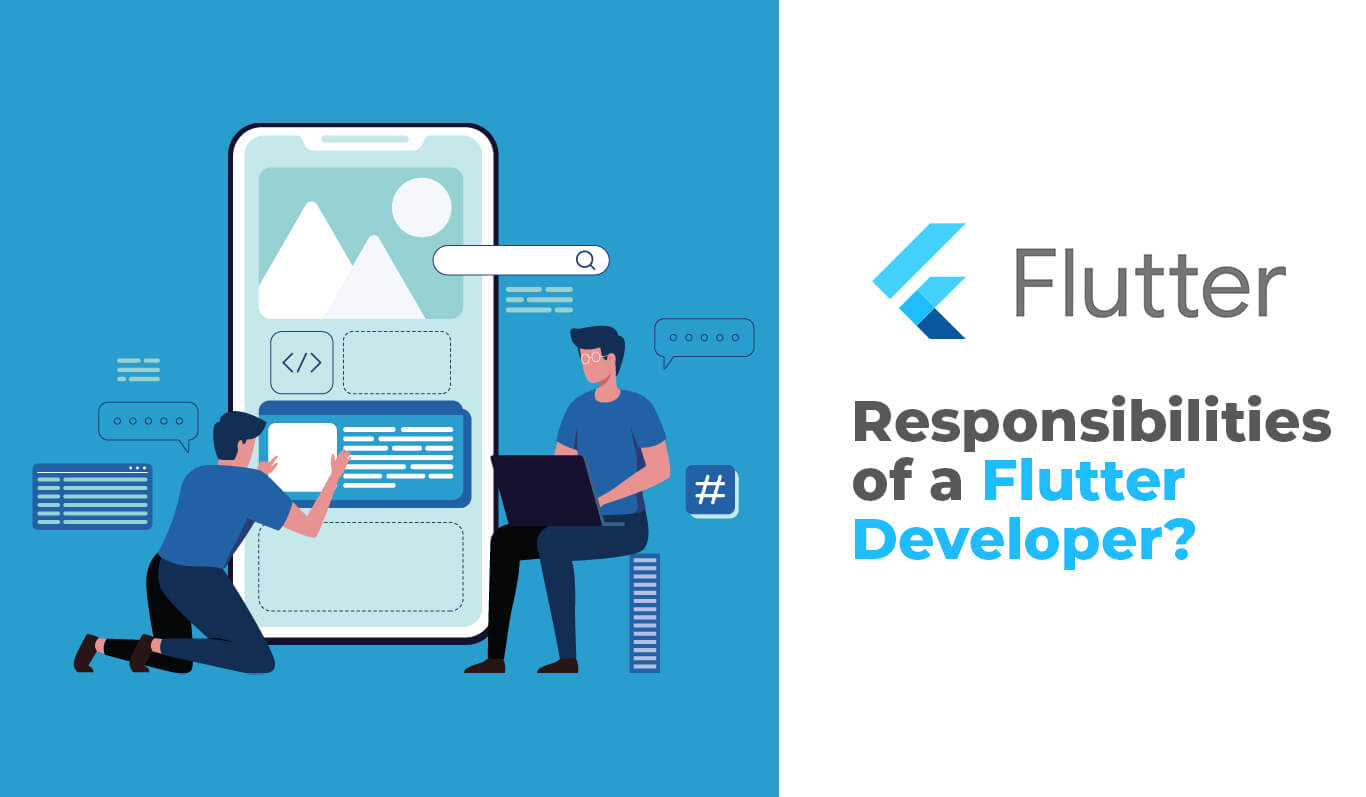 </>
#
Flutter
Responsibilities
of a Flutter
Developer?